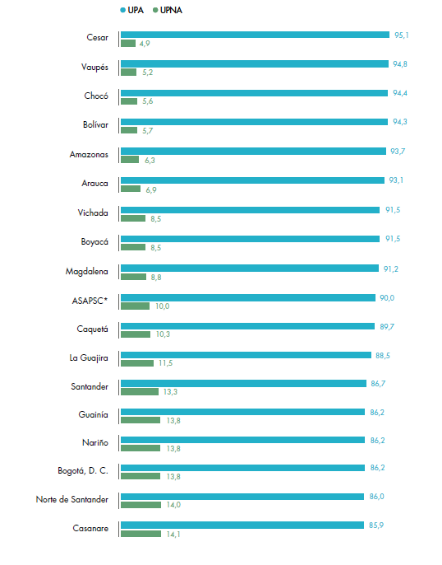 UPA UPNA
Cesar 95,1
4,9
Vaupés 94,8
5,2
Chocó 94,4
5,6
Bolívar 94,3
5,7
Amazonas 93,7
6,3
Arauca 93,1
6,9
Vichada 91,5
8,5
Boyacá 91,5
8,5
Magdalena 91,2
8,8
ASAPSC* 90,0
10,0
Caquetá 89,7
10,3
La Guajira 88,5
11,5
Santander 86,7
13,3
Guainía 86,2
13,8
Nariño 86,2
13,8
Bogotá, D. C. 86,2
13,8
Norte de Santander 86,0
14,0
Casanare 85,9
14,1